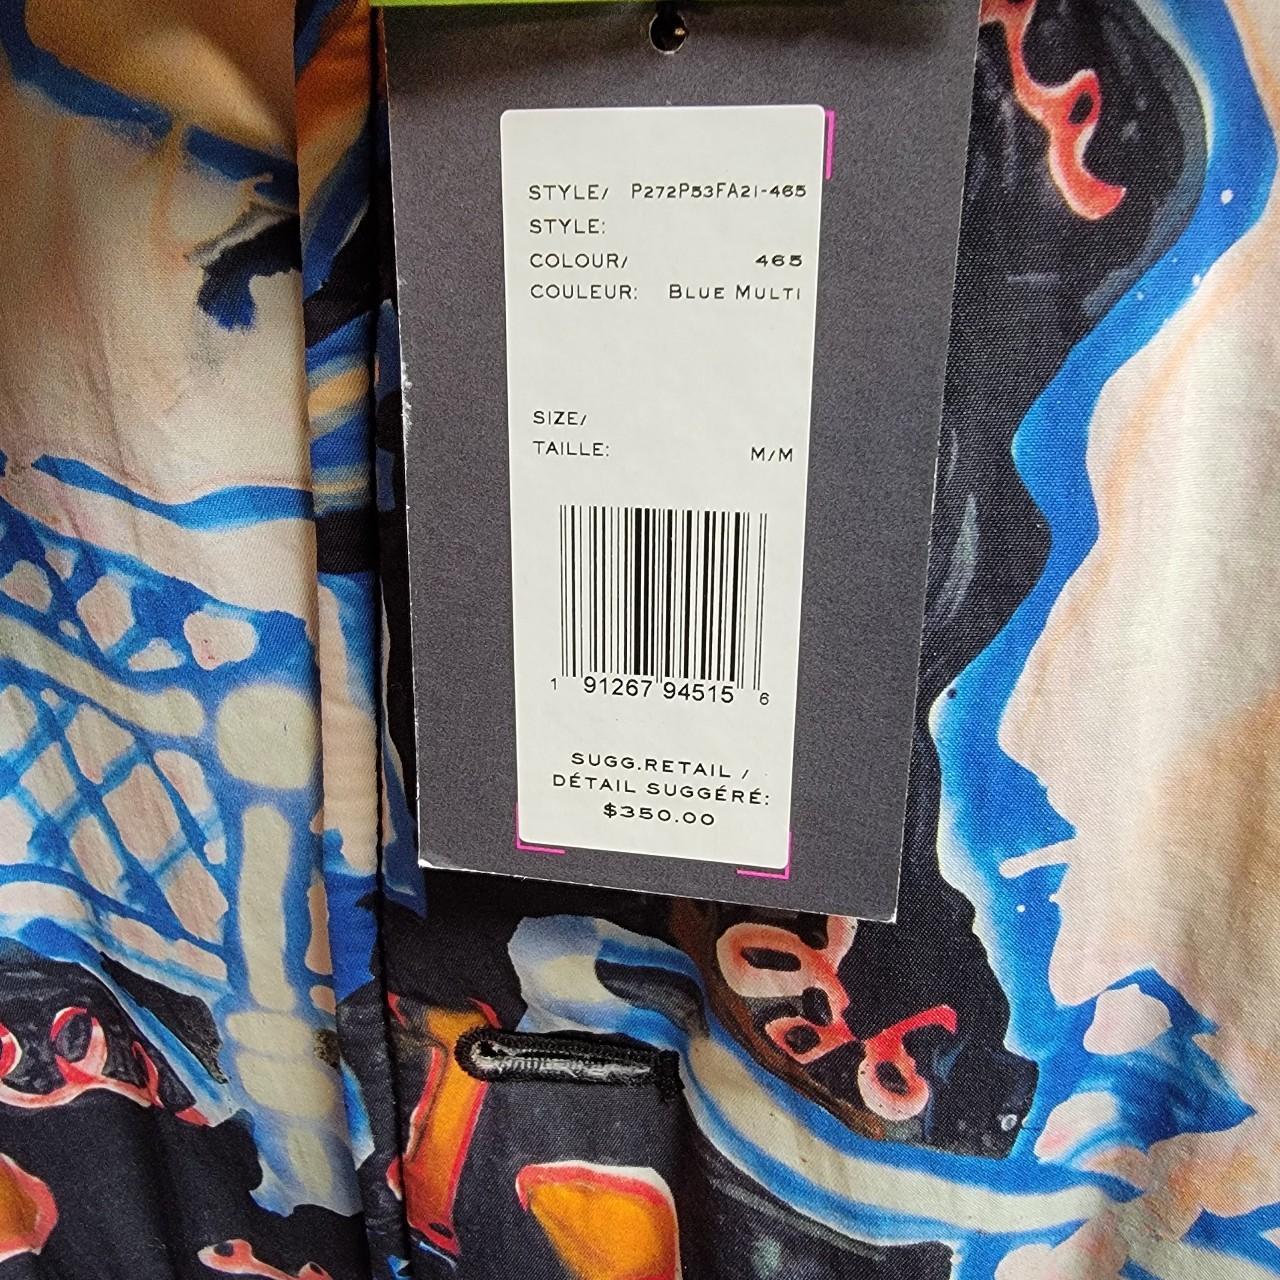 STYLE/ P272P53FA21-465
STYLE:
COLOUR/ 465
COULEUR: BLUE MULTI
SIZE/
TAILLE: M/M
1 91267 94515 6
SUGG.RETAIL /
DÉTAIL SUGGÉRÉ:
$350.00